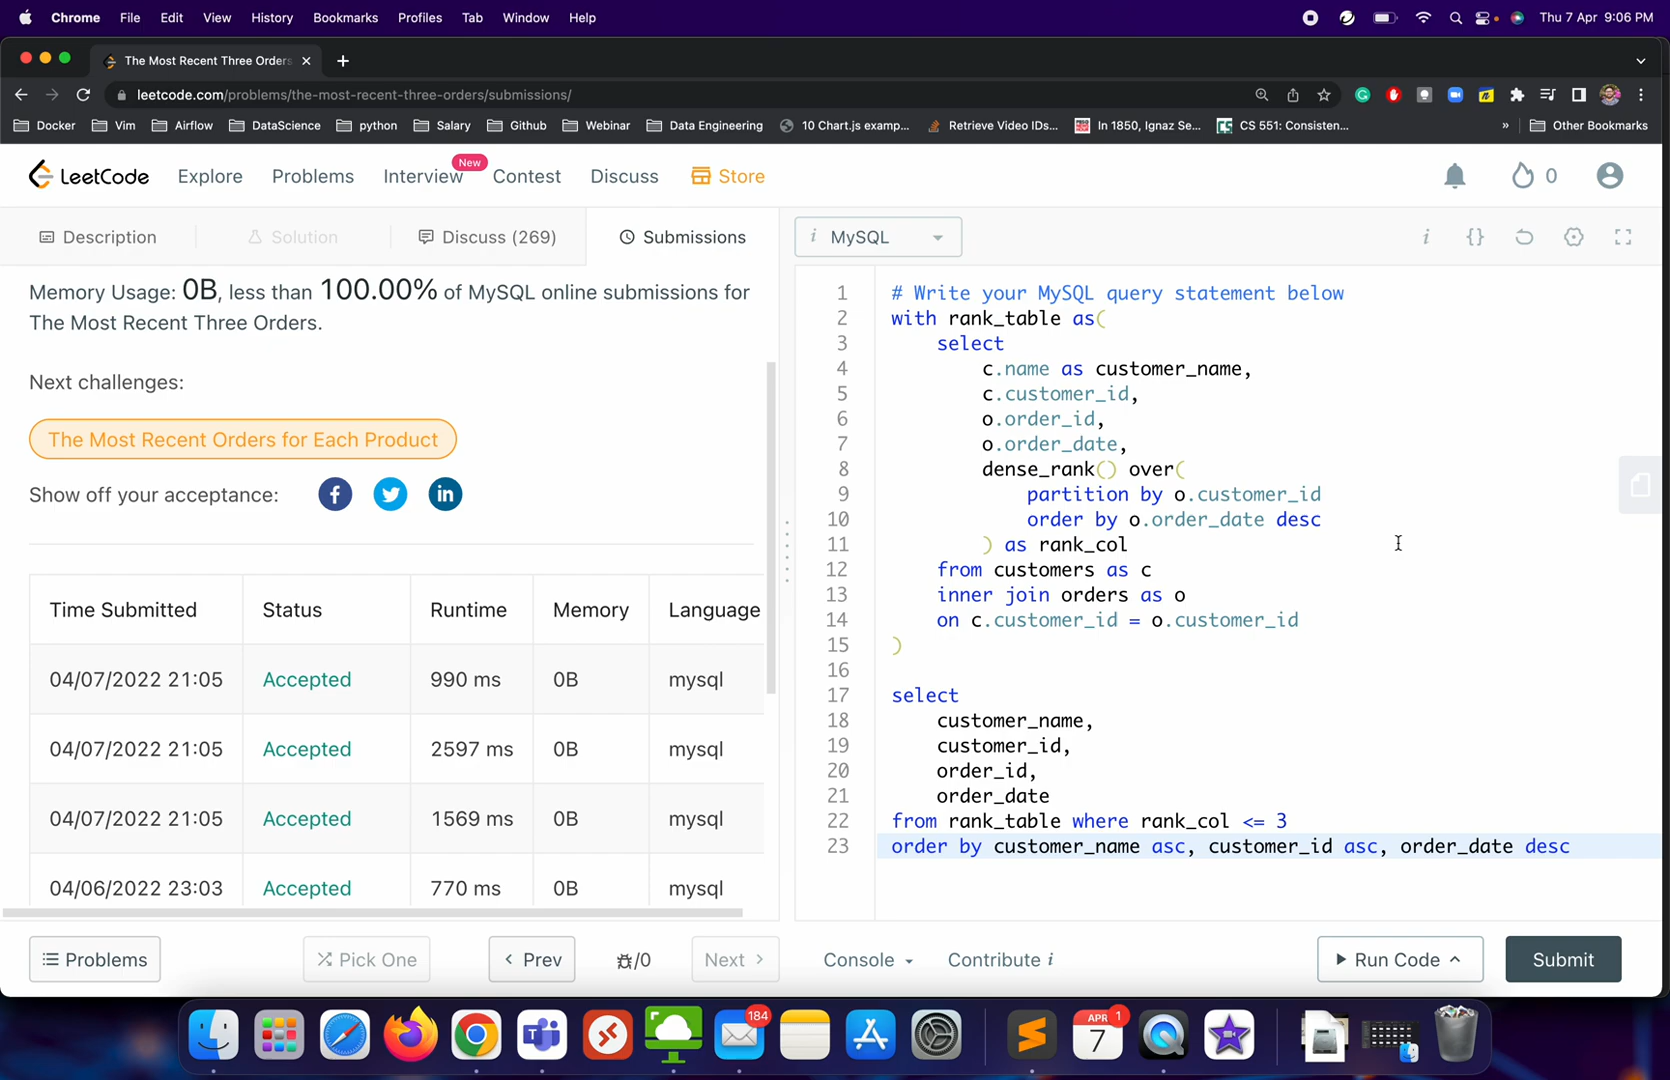 Chrome File Edit View History Bookmarks Profiles Tab Window Help Thu 7 Apr 9:06 PM
The Most Recent Three Orders
leetcode.com/problems/the-most-recent-three-orders/submissions/
Docker Vim Airflow DataScience python Salary Github Webinar Data Engineering 10 Chart.js examp... Retrieve Video IDs... In 1850, Ignaz Se... CS 551: Consisten... » Other Bookmarks
LeetCode Explore Problems Interview New Contest Discuss Store 0
Description Solution Discuss (269) Submissions
Memory Usage: 0B, less than 100.00% of MySQL online submissions for
The Most Recent Three Orders.
Next challenges:
The Most Recent Orders for Each Product
Show off your acceptance:
Time Submitted Status Runtime Memory Language
04/07/2022 21:05 Accepted 990 ms 0B mysql
04/07/2022 21:05 Accepted 2597 ms 0B mysql
04/07/2022 21:05 Accepted 1569 ms 0B mysql
04/06/2022 23:03 Accepted 770 ms 0B mysql
i MySQL
1 # Write your MySQL query statement below
2 with rank_table as(
3 select
4 c.name as customer_name,
5 c.customer_id,
6 o.order_id,
7 o.order_date,
8 dense_rank() over(
9 partition by o.customer_id
10 order by o.order_date desc
11 ) as rank_col
12 from customers as c
13 inner join orders as o
14 on c.customer_id = o.customer_id
15 )
16
17 select
18 customer_name,
19 customer_id,
20 order_id,
21 order_date
22 from rank_table where rank_col <= 3
23 order by customer_name asc, customer_id asc, order_date desc
Problems Pick One Prev /0 Next Console Contribute i Run Code Submit
184
APR 1
7